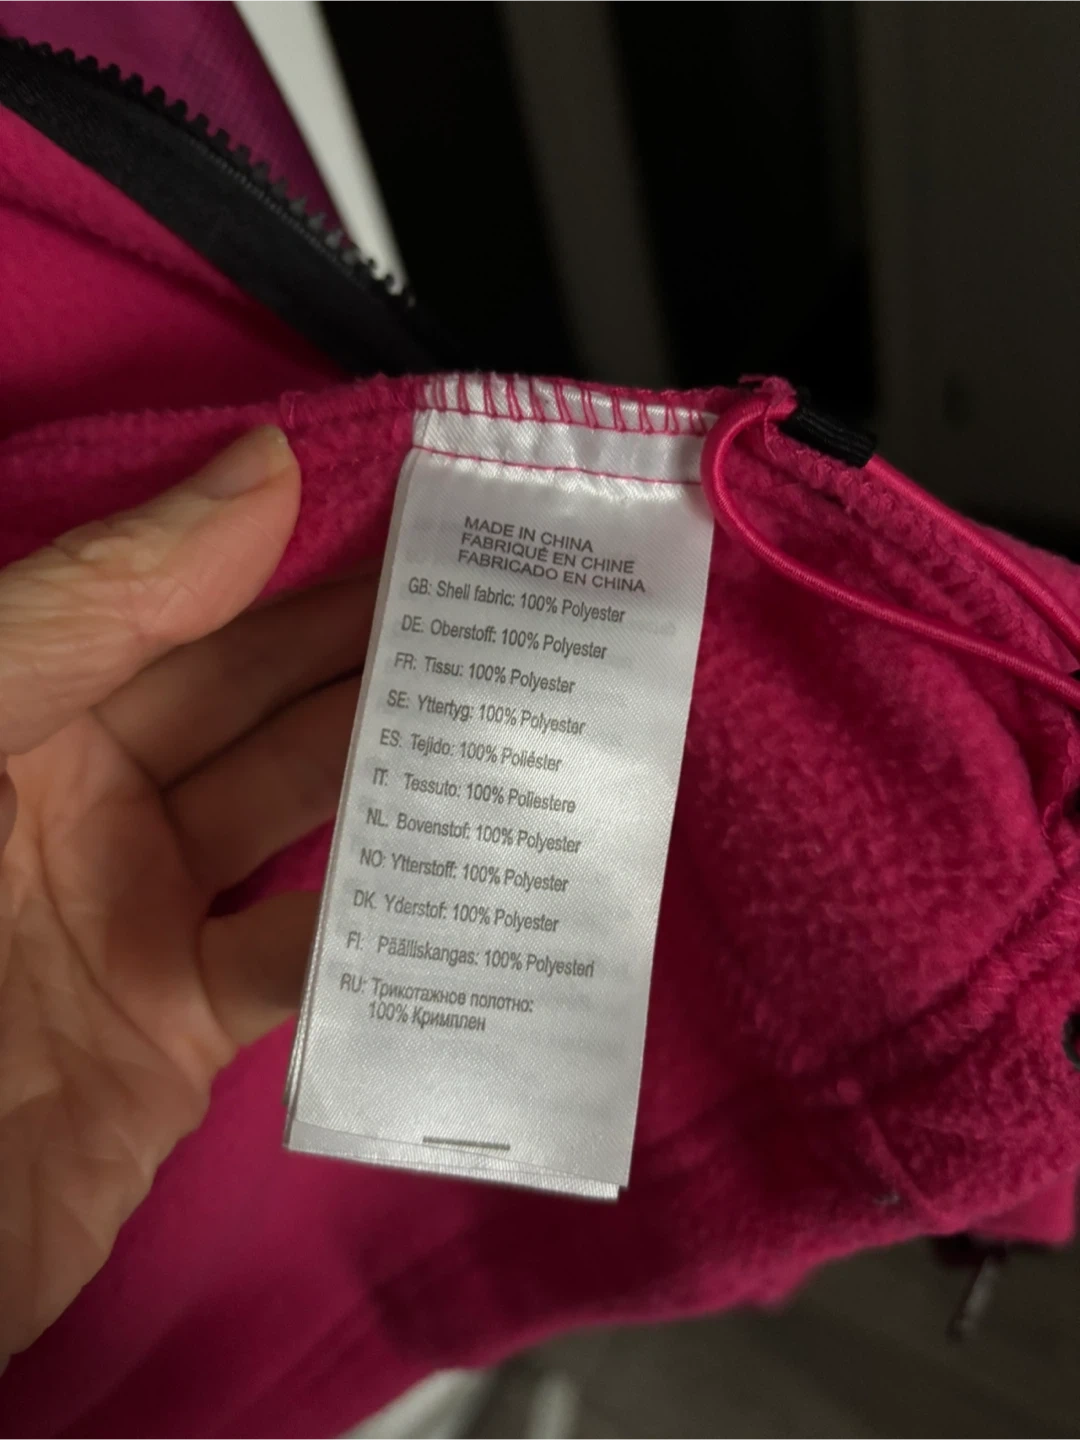 MADE IN CHINA
FABRIQUÉ EN CHINE
FABRICADO EN CHINA
GB: Shell fabric: 100% Polyester
DE: Oberstoff: 100% Polyester
FR: Tissu: 100% Polyester
SE: Yttertyg: 100% Polyester
ES: Tejido: 100% Poliéster
IT: Tessuto: 100% Poliestere
NL: Bovenstof: 100% Polyester
NO: Ytterstoff: 100% Polyester
DK: Yderstof: 100% Polyester
FI: Päälliskangas: 100% Polyesteri
RU: Трикотажное полотно:
100% Кримплен